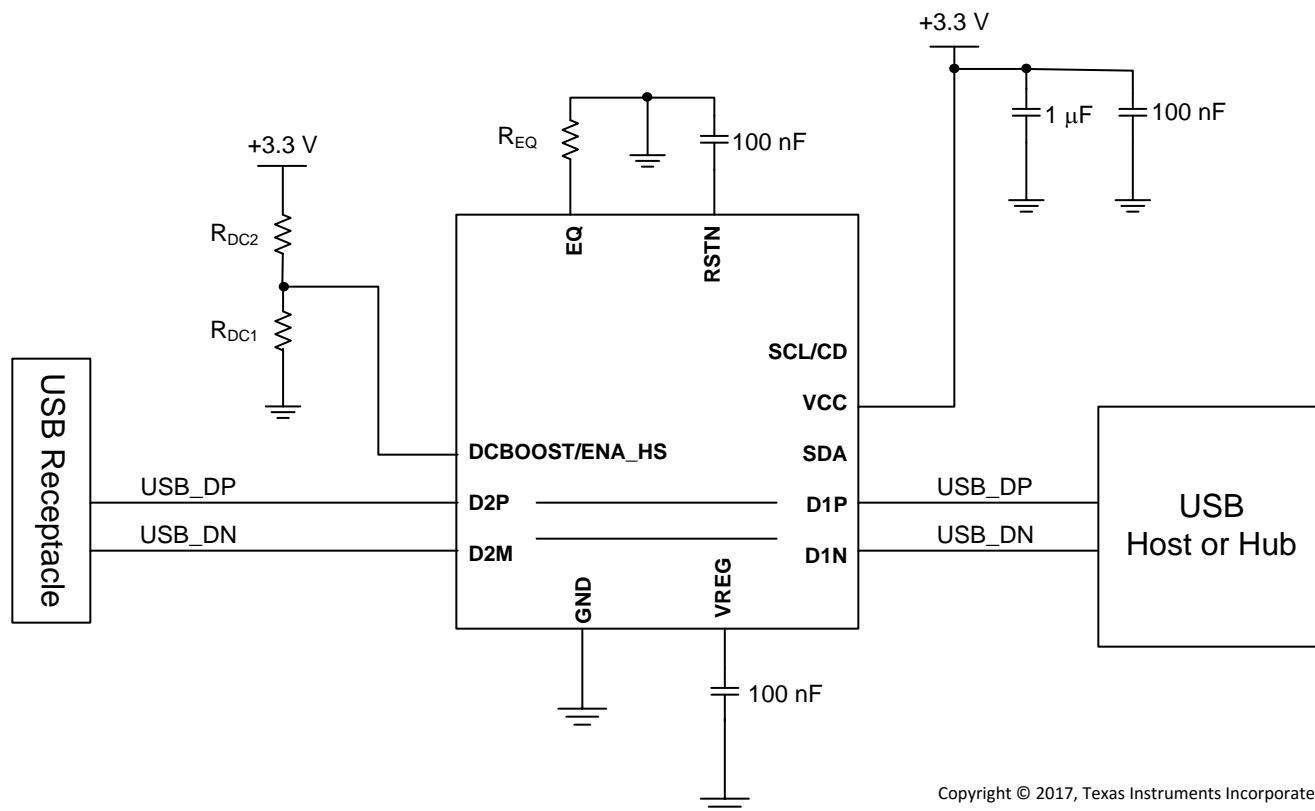 +3.3 V
+3.3 V
R_EQ
100 nF
1 μF
100 nF
R_DC2
R_DC1
EQ
RSTN
SCL/CD
VCC
SDA
DCBOOST/ENA_HS
D2P
D2M
D1P
D1N
GND
VREG
USB Receptacle
USB_DP
USB_DN
USB_DP
USB_DN
USB
Host or Hub
100 nF
Copyright © 2017, Texas Instruments Incorporate